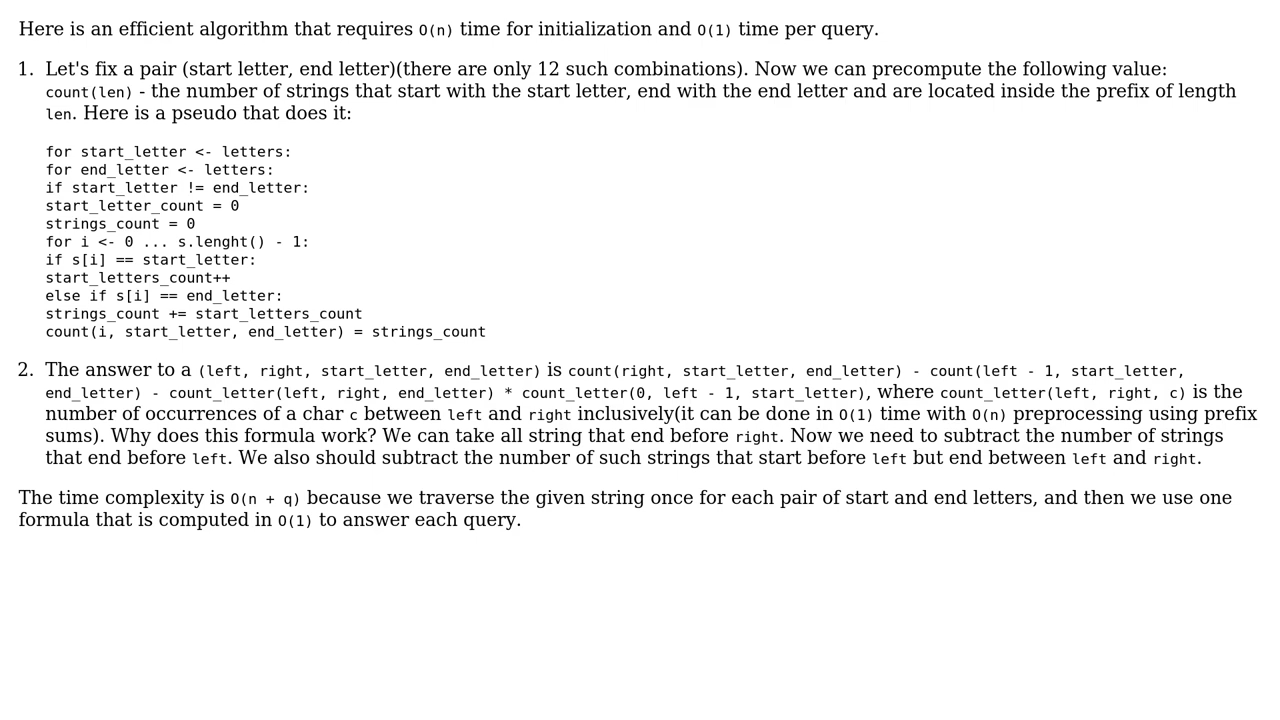 Here is an efficient algorithm that requires O(n) time for initialization and O(1) time per query.
1. Let's fix a pair (start letter, end letter)(there are only 12 such combinations). Now we can precompute the following value:
count(len) - the number of strings that start with the start letter, end with the end letter and are located inside the prefix of length
len. Here is a pseudo that does it:
for start_letter <- letters:
for end_letter <- letters:
if start_letter != end_letter:
start_letter_count = 0
strings_count = 0
for i <- 0 ... s.lenght() - 1:
if s[i] == start_letter:
start_letters_count++
else if s[i] == end_letter:
strings_count += start_letters_count
count(i, start_letter, end_letter) = strings_count
2. The answer to a (left, right, start_letter, end_letter) is count(right, start_letter, end_letter) - count(left - 1, start_letter,
end_letter) - count_letter(left, right, end_letter) * count_letter(0, left - 1, start_letter), where count_letter(left, right, c) is the
number of occurrences of a char c between left and right inclusively(it can be done in O(1) time with O(n) preprocessing using prefix
sums). Why does this formula work? We can take all string that end before right. Now we need to subtract the number of strings
that end before left. We also should subtract the number of such strings that start before left but end between left and right.
The time complexity is O(n + q) because we traverse the given string once for each pair of start and end letters, and then we use one
formula that is computed in O(1) to answer each query.